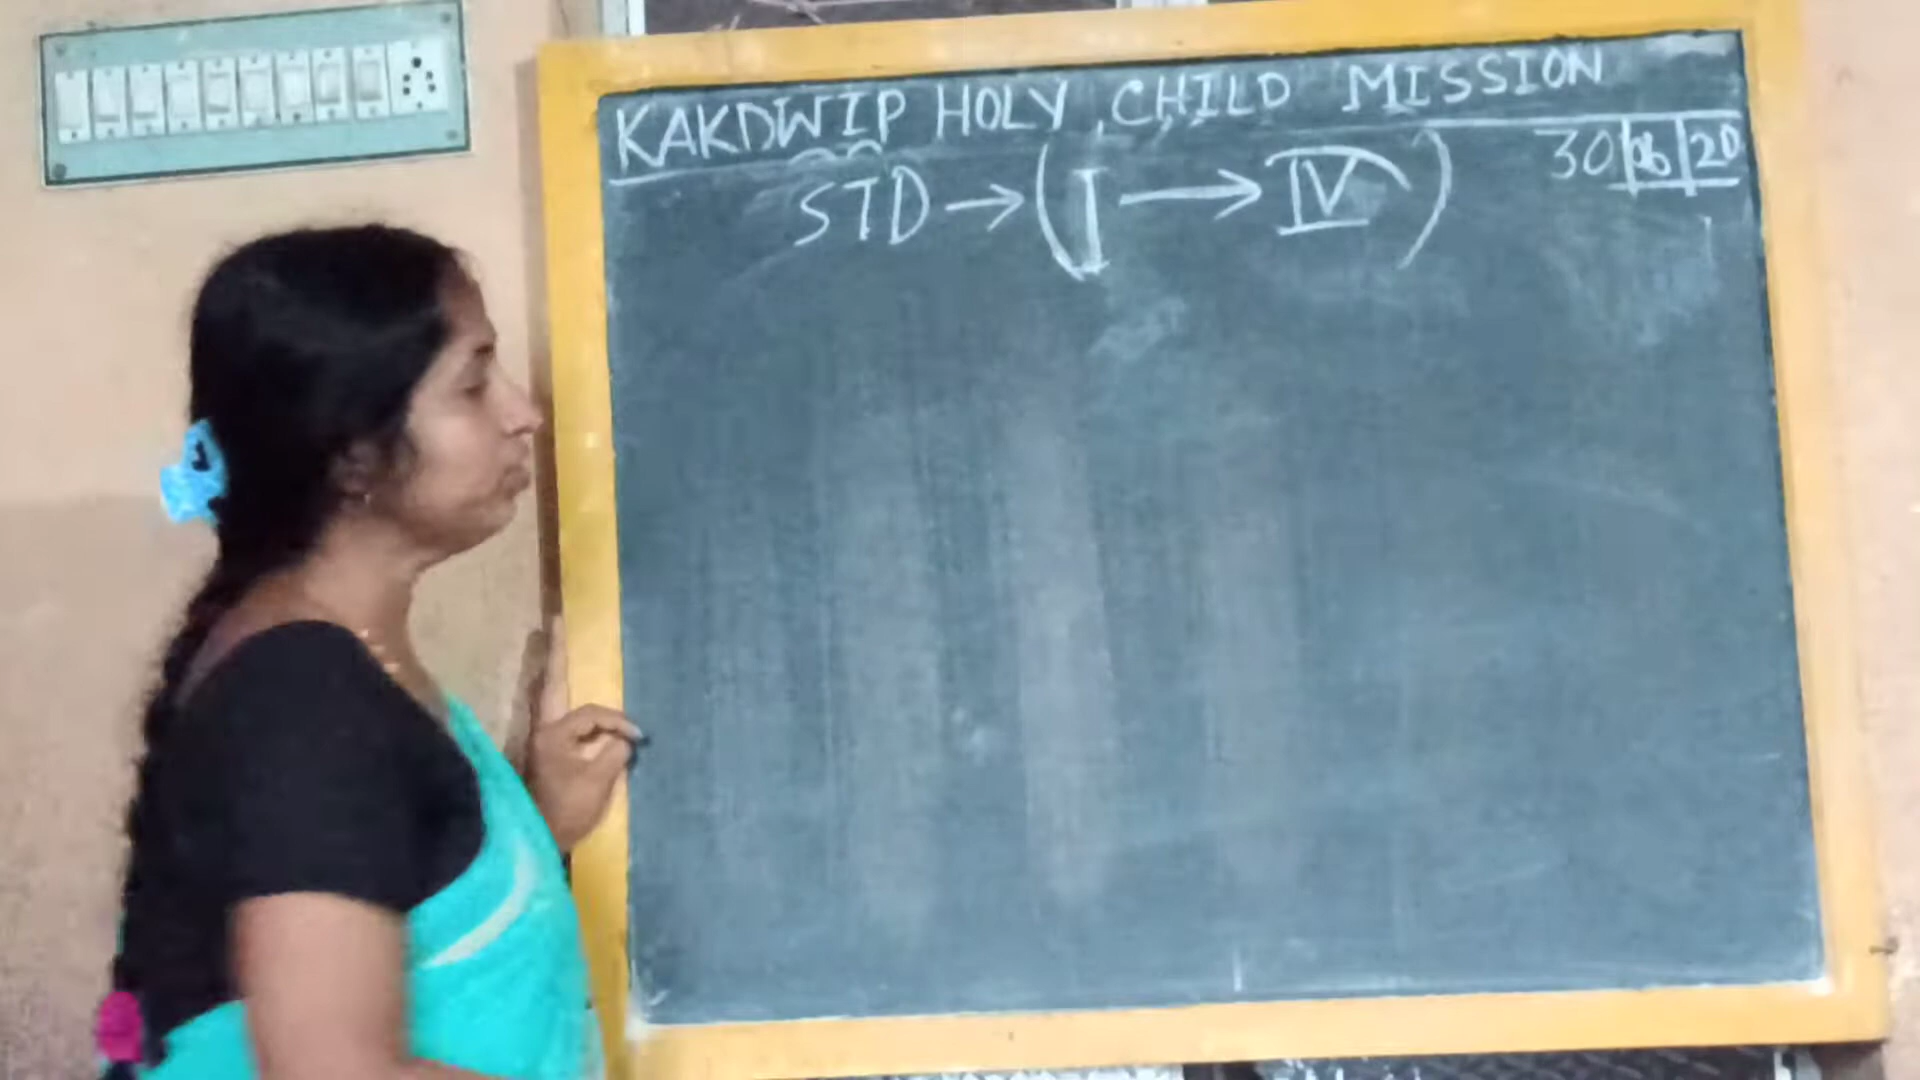 KAKDWIP HOLY CHILD MISSION
30|06|20
STD → (I → IV)